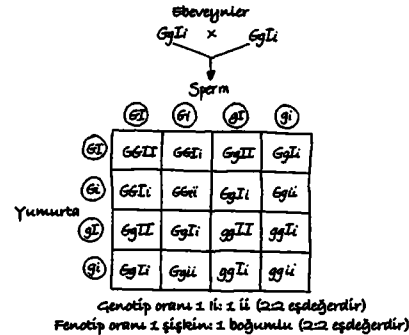 Ebeveynler
GgIi × GgIi
Sperm
GI Gi gI gi
GI GGII GGIi GgII GgIi
Gi GGIi GGii GgIi Ggii
Yumurta
gI GgII GgIi ggII ggIi
gi GgIi Ggii ggIi ggii
Genotip oranı 1 Ii: 1 ii (2:2 eşdeğerdir)
Fenotip oranı 1 şişkin: 1 boğumlu (2:2 eşdeğerdir)